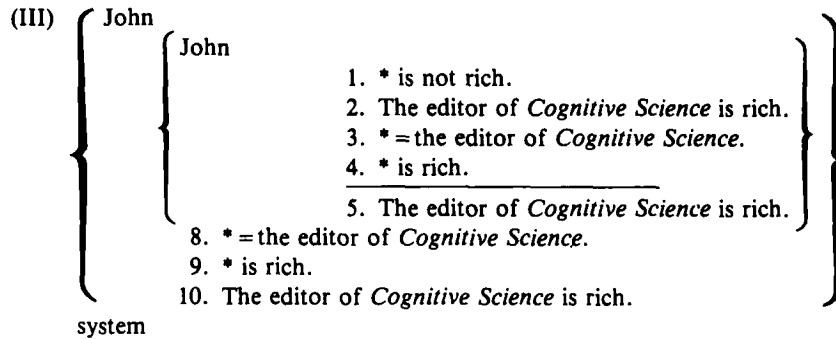 (III) John
John
1. * is not rich.
2. The editor of Cognitive Science is rich.
3. * = the editor of Cognitive Science.
4. * is rich.
5. The editor of Cognitive Science is rich.
8. * = the editor of Cognitive Science.
9. * is rich.
10. The editor of Cognitive Science is rich.
system